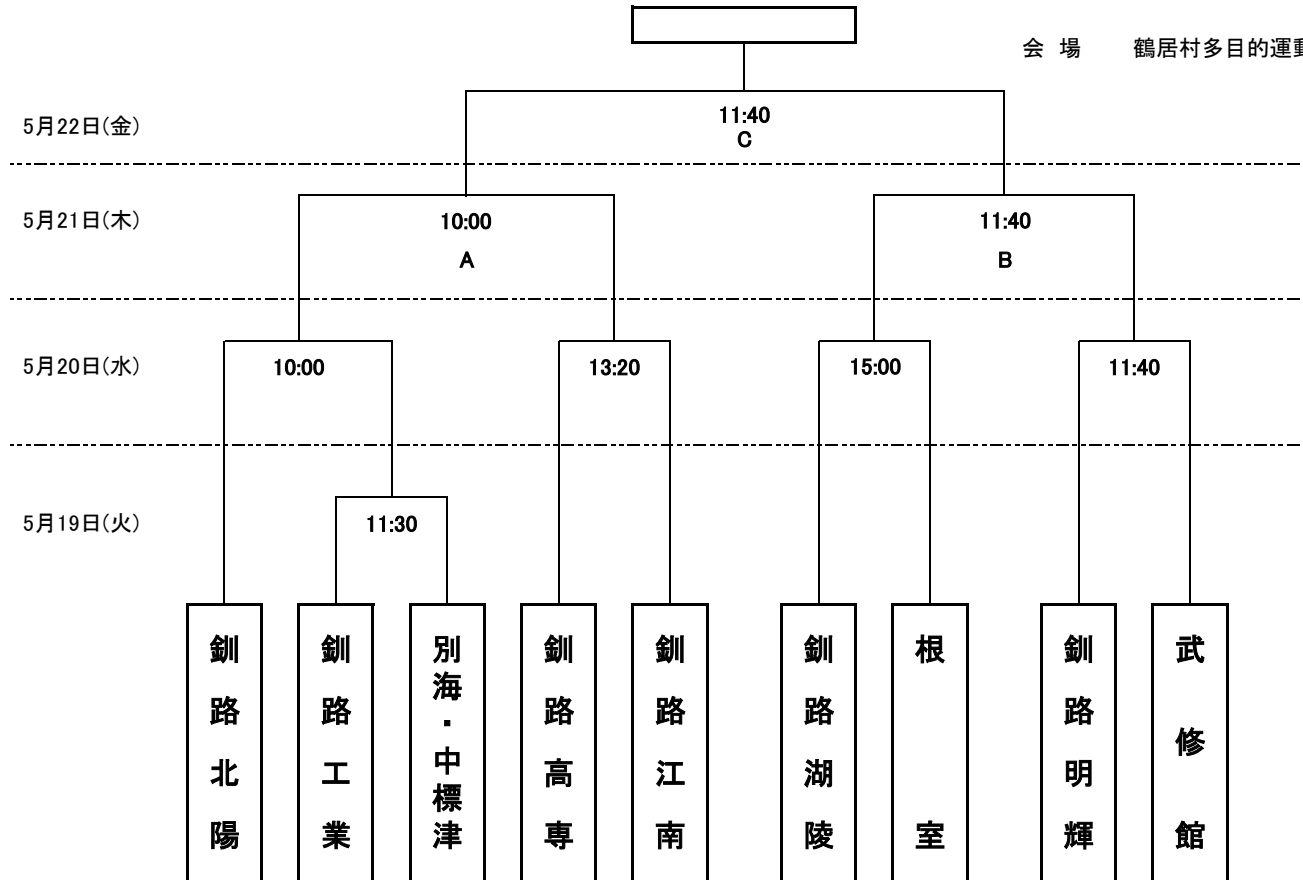 会 場 鶴居村多目的運動
5月22日(金)
11:40
C
5月21日(木)
10:00
A
11:40
B
5月20日(水)
10:00
13:20
15:00
11:40
5月19日(火)
11:30
釧路北陽
釧路工業
別海・中標津
釧路高専
釧路江南
釧路湖陵
根室
釧路明輝
武修館